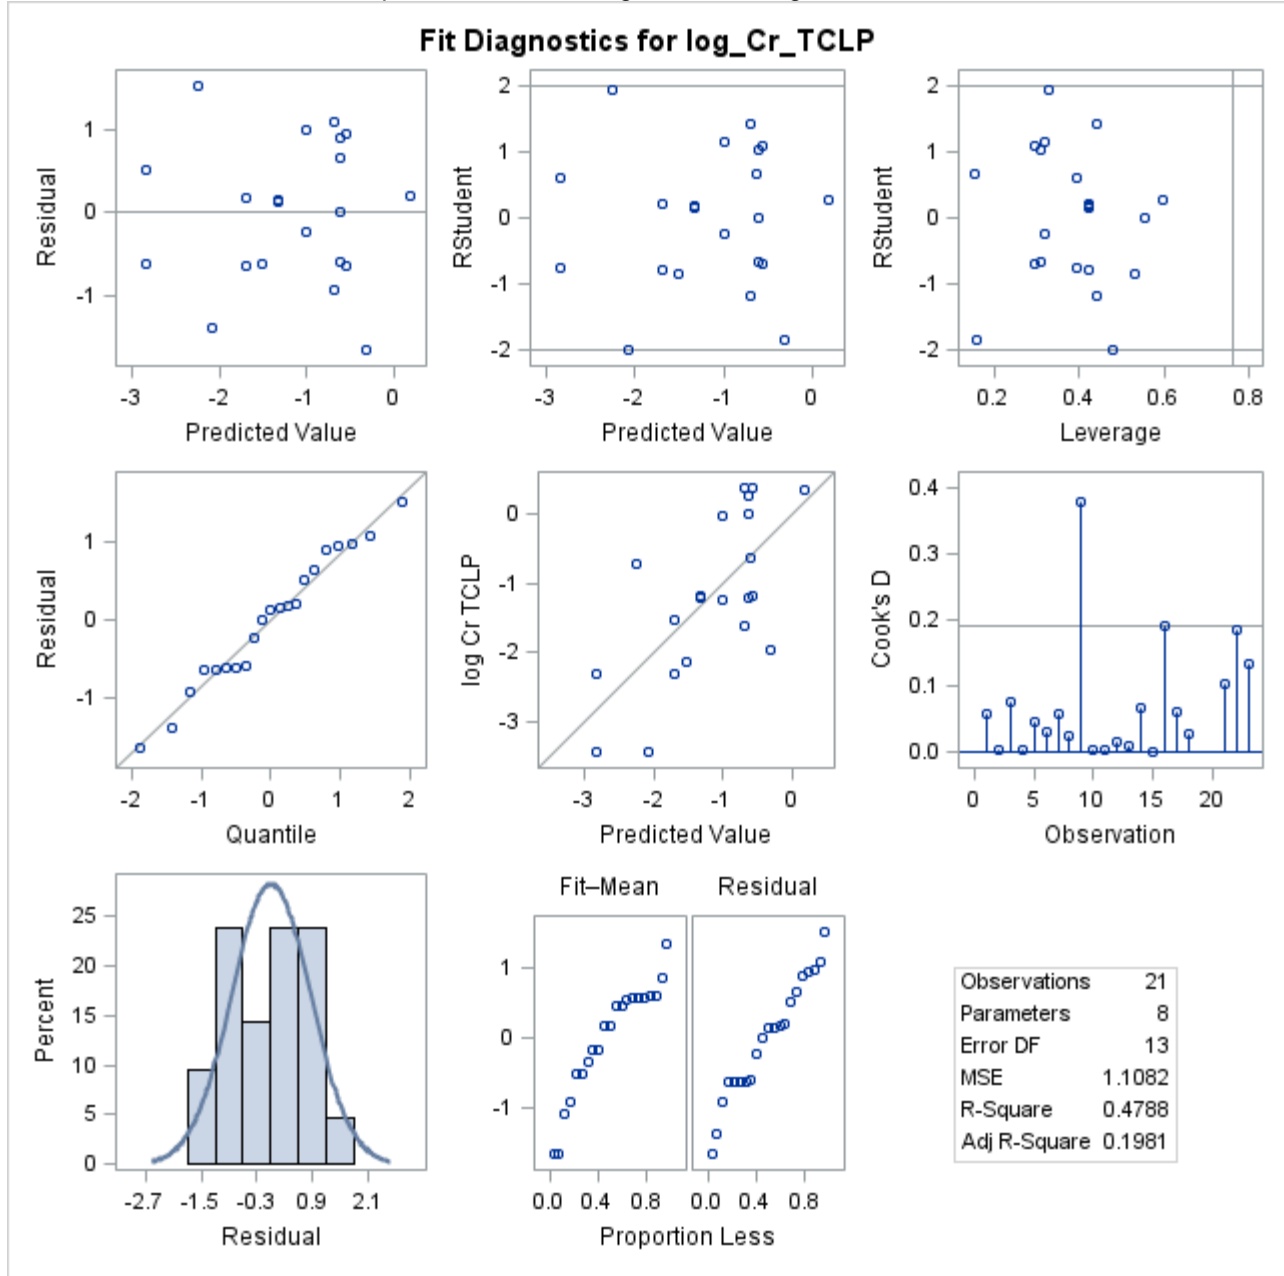 Fit Diagnostics for log_Cr_TCLP
Residual
1
0
-1
-3 -2 -1 0
Predicted Value
RStudent
2
1
0
-1
-2
-3 -2 -1 0
Predicted Value
RStudent
2
1
0
-1
-2
0.2 0.4 0.6 0.8
Leverage
Residual
1
0
-1
-2 -1 0 1 2
Quantile
log Cr TCLP
0
-1
-2
-3
-3 -2 -1 0
Predicted Value
Cook's D
0.4
0.3
0.2
0.1
0.0
0 5 10 15 20
Observation
Percent
25
20
15
10
5
0
-2.7 -1.5 -0.3 0.9 2.1
Residual
Fit–Mean Residual
1
0
-1
0.0 0.4 0.8 0.0 0.4 0.8
Proportion Less
Observations 21
Parameters 8
Error DF 13
MSE 1.1082
R-Square 0.4788
Adj R-Square 0.1981